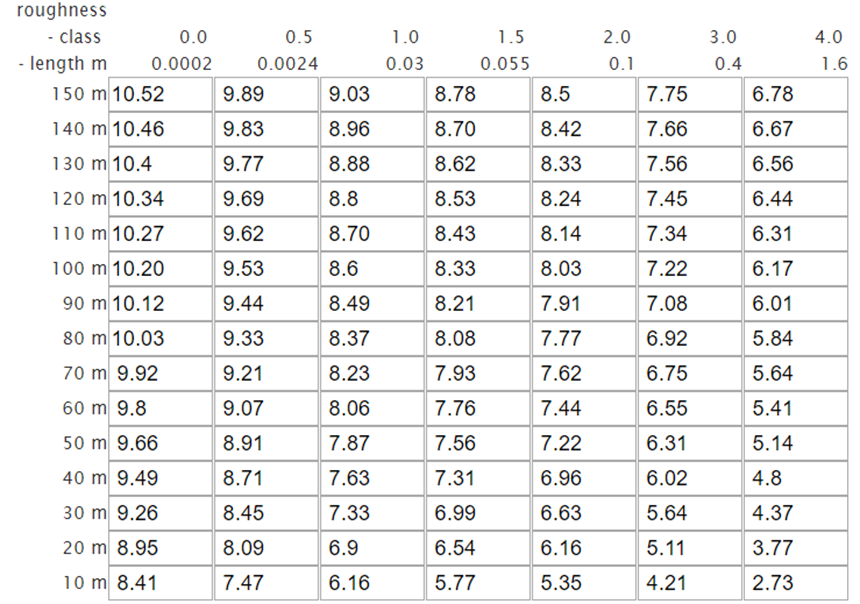 roughness
- class 0.0 0.5 1.0 1.5 2.0 3.0 4.0
- length m 0.0002 0.0024 0.03 0.055 0.1 0.4 1.6
150 m 10.52 9.89 9.03 8.78 8.5 7.75 6.78
140 m 10.46 9.83 8.96 8.70 8.42 7.66 6.67
130 m 10.4 9.77 8.88 8.62 8.33 7.56 6.56
120 m 10.34 9.69 8.8 8.53 8.24 7.45 6.44
110 m 10.27 9.62 8.70 8.43 8.14 7.34 6.31
100 m 10.20 9.53 8.6 8.33 8.03 7.22 6.17
90 m 10.12 9.44 8.49 8.21 7.91 7.08 6.01
80 m 10.03 9.33 8.37 8.08 7.77 6.92 5.84
70 m 9.92 9.21 8.23 7.93 7.62 6.75 5.64
60 m 9.8 9.07 8.06 7.76 7.44 6.55 5.41
50 m 9.66 8.91 7.87 7.56 7.22 6.31 5.14
40 m 9.49 8.71 7.63 7.31 6.96 6.02 4.8
30 m 9.26 8.45 7.33 6.99 6.63 5.64 4.37
20 m 8.95 8.09 6.9 6.54 6.16 5.11 3.77
10 m 8.41 7.47 6.16 5.77 5.35 4.21 2.73